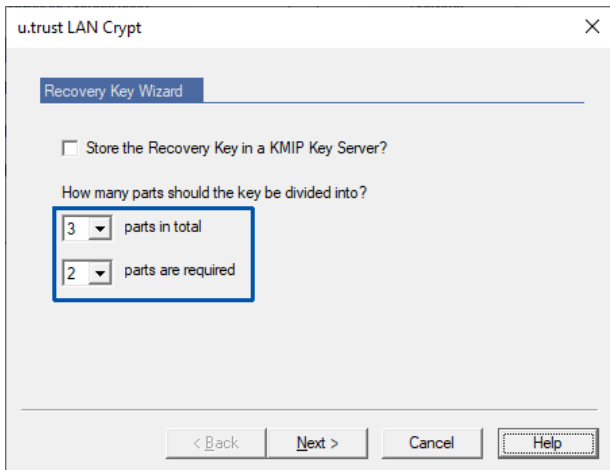 u.trust LAN Crypt
Recovery Key Wizard
Store the Recovery Key in a KMIP Key Server?
How many parts should the key be divided into?
3 parts in total
2 parts are required
< Back Next > Cancel Help